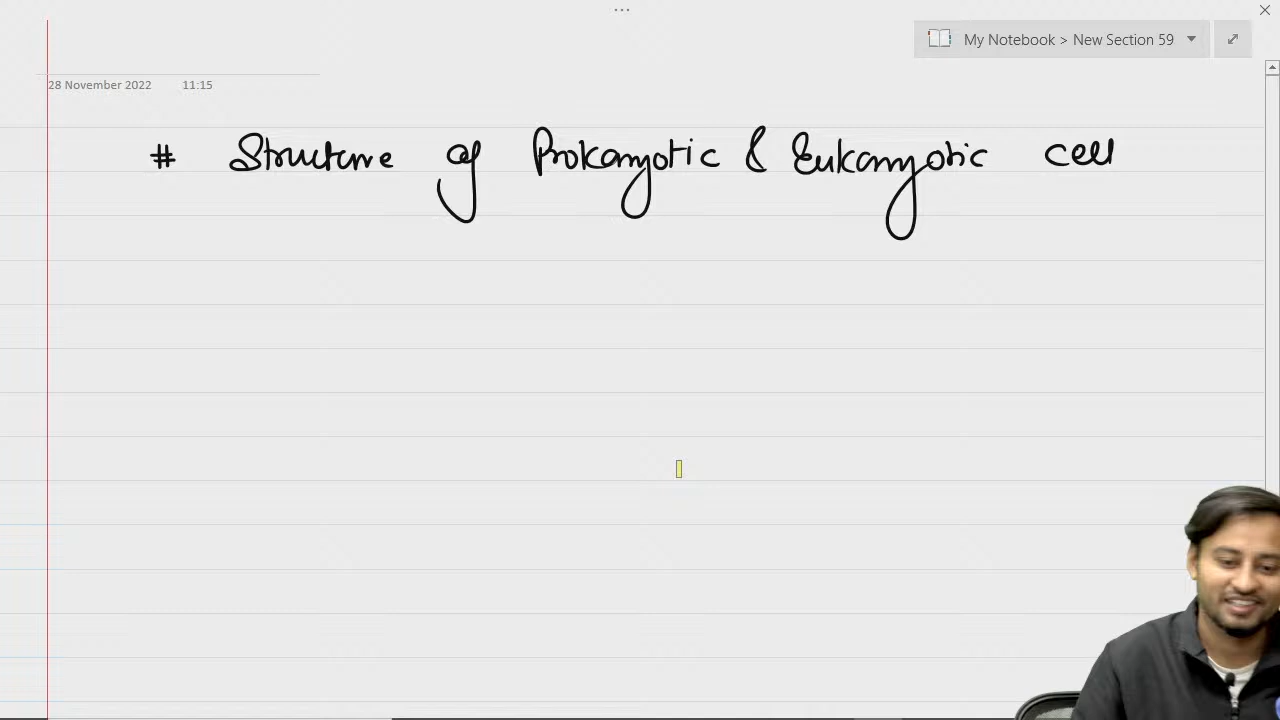 ...
My Notebook > New Section 59
28 November 2022 11:15
# Structure of Prokaryotic & Eukaryotic cell